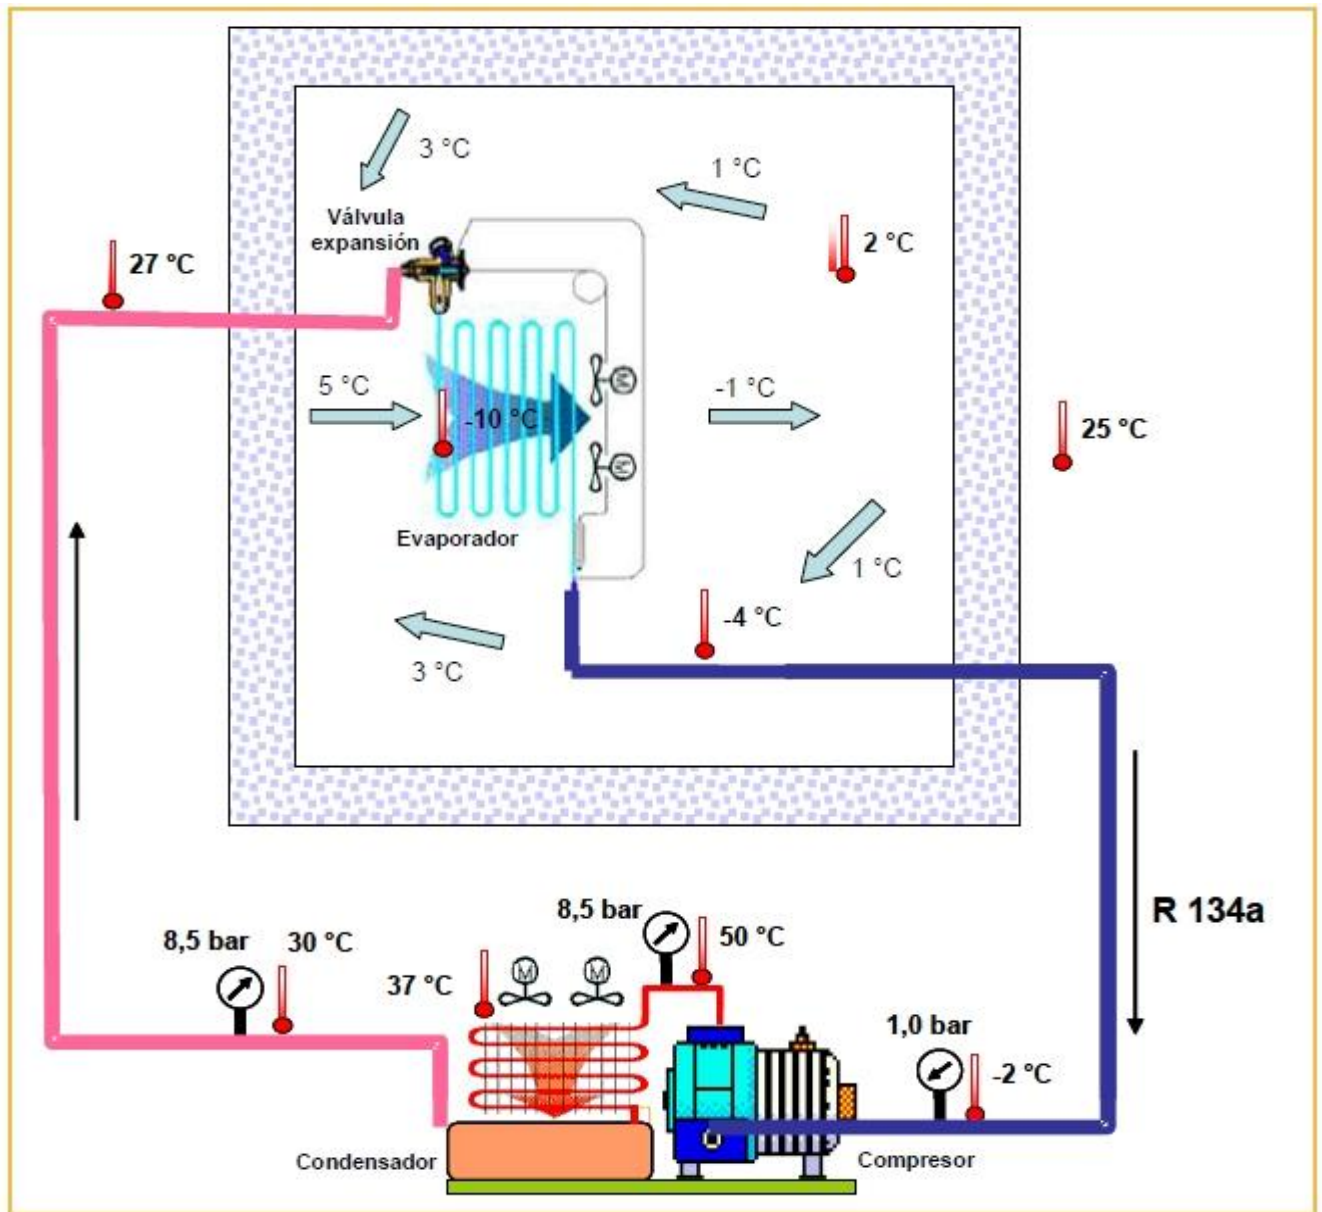 3 °C
1 °C
Válvula
expansión
2 °C
27 °C
5 °C
-10 °C
M
-1 °C
25 °C
M
Evaporador
1 °C
-4 °C
3 °C
R 134a
8,5 bar
50 °C
8,5 bar
30 °C
37 °C
M
M
1,0 bar
-2 °C
Condensador
Compresor